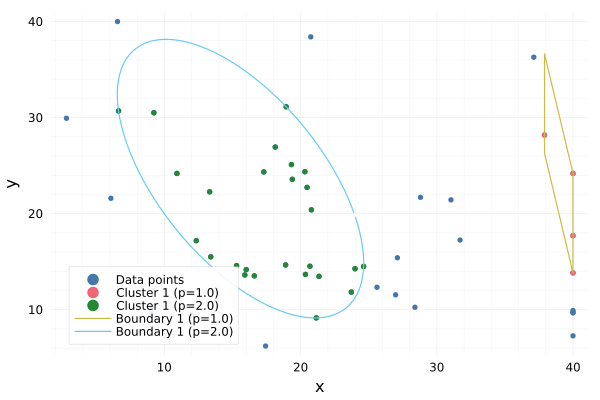 40
30
20
10
y
Data points
Cluster 1 (p=1.0)
Cluster 1 (p=2.0)
Boundary 1 (p=1.0)
Boundary 1 (p=2.0)
10 20 30 40
x